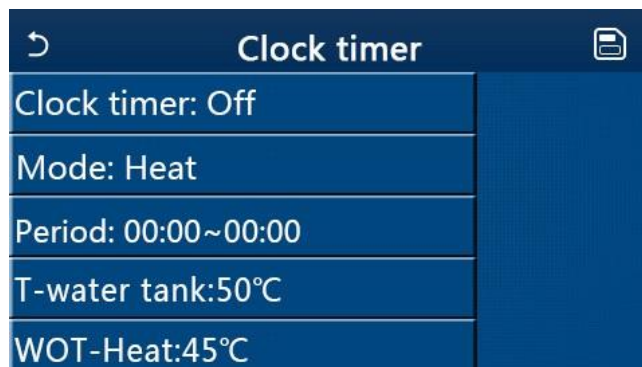 Clock timer
Clock timer: Off
Mode: Heat
Period: 00:00~00:00
T-water tank:50℃
WOT-Heat:45℃